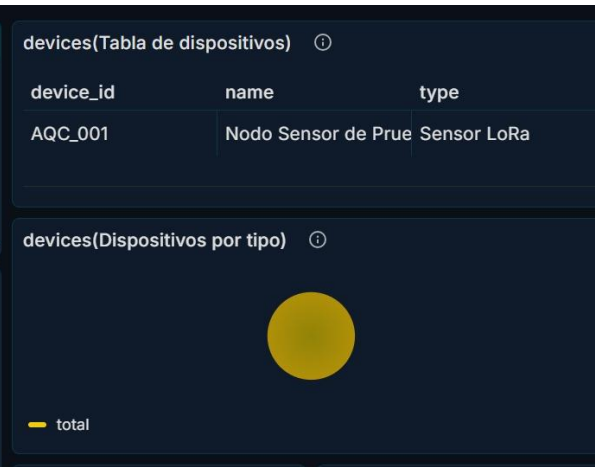 devices(Tabla de dispositivos)
device_id name type
AQC_001 Nodo Sensor de Prue Sensor LoRa
devices(Dispositivos por tipo)
total